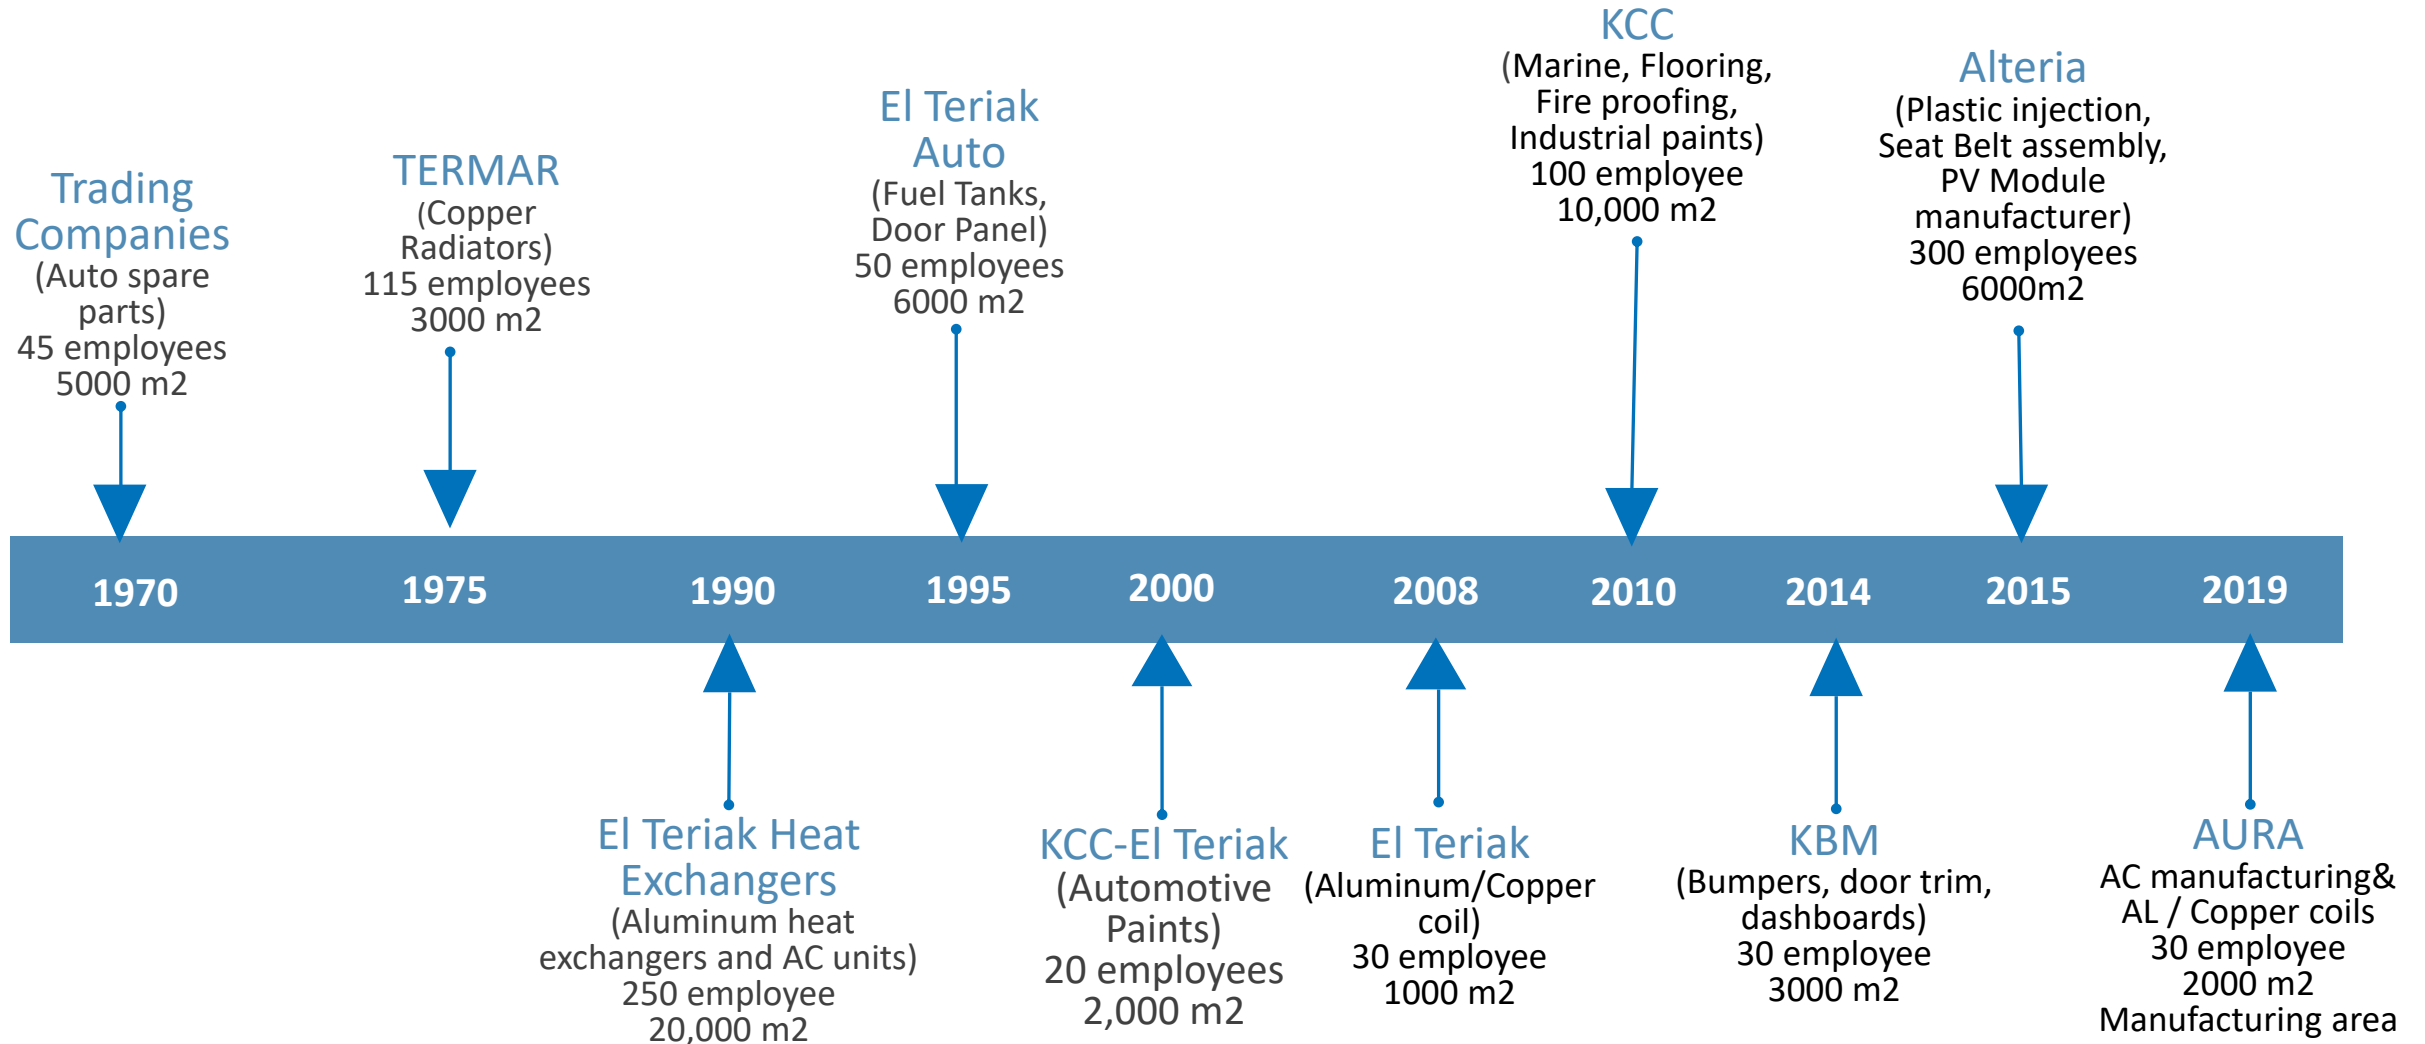 Trading
Companies
(Auto spare
parts)
45 employees
5000 m2
TERMAR
(Copper
Radiators)
115 employees
3000 m2
El Teriak
Auto
(Fuel Tanks,
Door Panel)
50 employees
6000 m2
KCC
(Marine, Flooring,
Fire proofing,
Industrial paints)
100 employee
10,000 m2
Alteria
(Plastic injection,
Seat Belt assembly,
PV Module
manufacturer)
300 employees
6000m2
1970 1975 1990 1995 2000 2008 2010 2014 2015 2019
El Teriak Heat
Exchangers
(Aluminum heat
exchangers and AC units)
250 employee
20,000 m2
KCC-El Teriak
(Automotive
Paints)
20 employees
2,000 m2
El Teriak
(Aluminum/Copper
coil)
30 employee
1000 m2
KBM
(Bumpers, door trim,
dashboards)
30 employee
3000 m2
AURA
AC manufacturing&
AL / Copper coils
30 employee
2000 m2
Manufacturing area